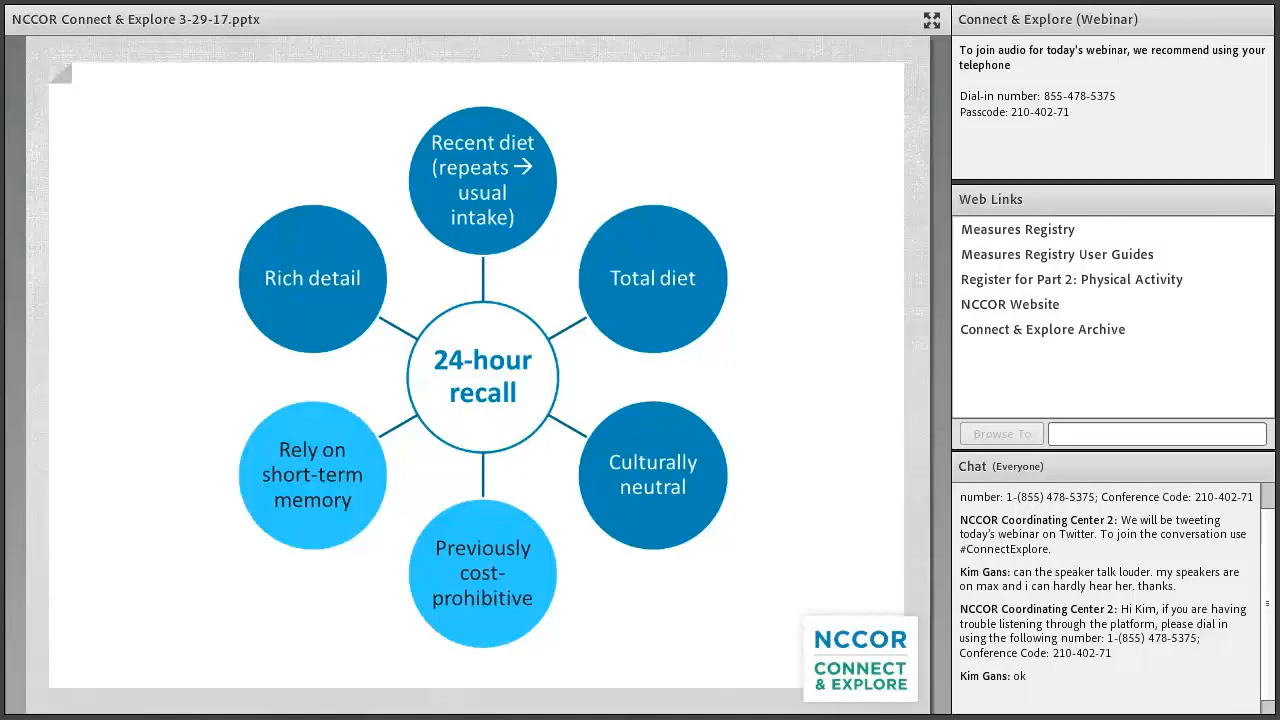 NCCOR Connect & Explore 3-29-17.pptx
Recent diet
(repeats →
usual
intake)
Rich detail
Total diet
24-hour
recall
Rely on
short-term
memory
Culturally
neutral
Previously
cost-
prohibitive
NCCOR
CONNECT
& EXPLORE
Connect & Explore (Webinar)
To join audio for today's webinar, we recommend using your
telephone
Dial-in number: 855-478-5375
Passcode: 210-402-71
Web Links
Measures Registry
Measures Registry User Guides
Register for Part 2: Physical Activity
NCCOR Website
Connect & Explore Archive
Browse To
Chat (Everyone)
number: 1-(855) 478-5375; Conference Code: 210-402-71
NCCOR Coordinating Center 2: We will be tweeting
today's webinar on Twitter. To join the conversation use
#ConnectExplore.
Kim Gans: can the speaker talk louder. my speakers are
on max and i can hardly hear her. thanks.
NCCOR Coordinating Center 2: Hi Kim, if you are having
trouble listening through the platform, please dial in
using the following number: 1-(855) 478-5375;
Conference Code: 210-402-71
Kim Gans: ok